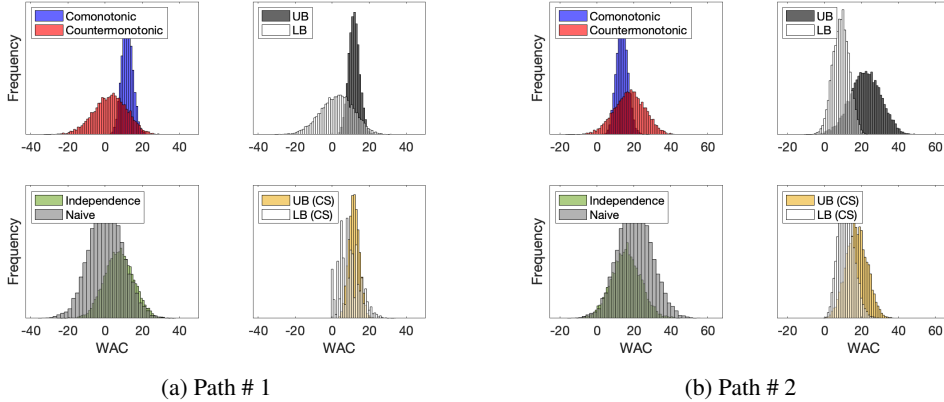 Comonotonic
Countermonotonic
Frequency
-40 -20 0 20 40
UB
LB
-40 -20 0 20 40
Independence
Naive
Frequency
-40 -20 0 20 40
WAC
UB (CS)
LB (CS)
-40 -20 0 20 40
WAC
(a) Path # 1
Comonotonic
Countermonotonic
Frequency
-20 0 20 40 60
UB
LB
-20 0 20 40 60
Independence
Naive
Frequency
-20 0 20 40 60
WAC
UB (CS)
LB (CS)
-20 0 20 40 60
WAC
(b) Path # 2